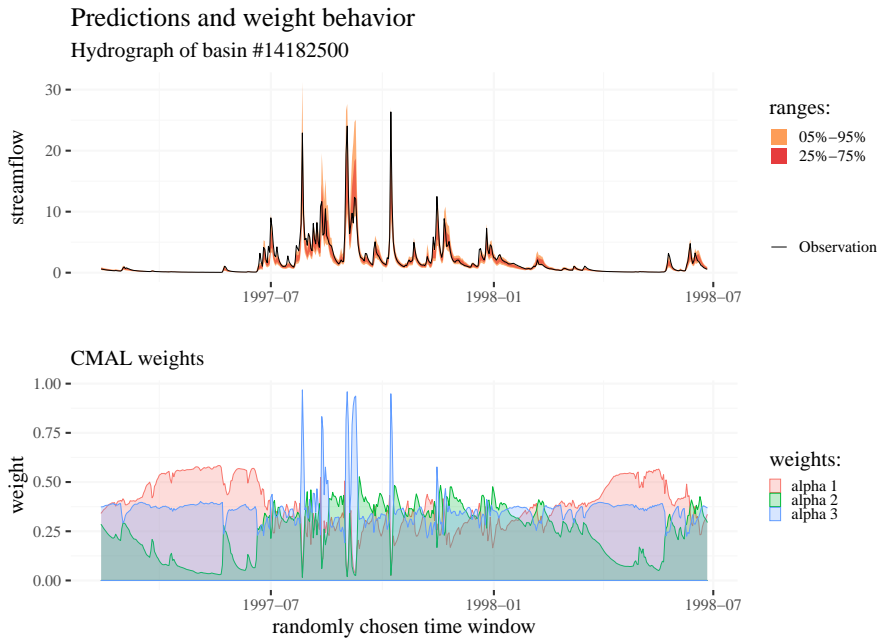 Predictions and weight behavior
Hydrograph of basin #14182500
30
20
10
0
streamflow
1997−07
1998−01
1998−07
ranges:
05%−95%
25%−75%
Observation
CMAL weights
1.00
0.75
0.50
0.25
0.00
weight
1997−07
1998−01
1998−07
randomly chosen time window
weights:
alpha 1
alpha 2
alpha 3